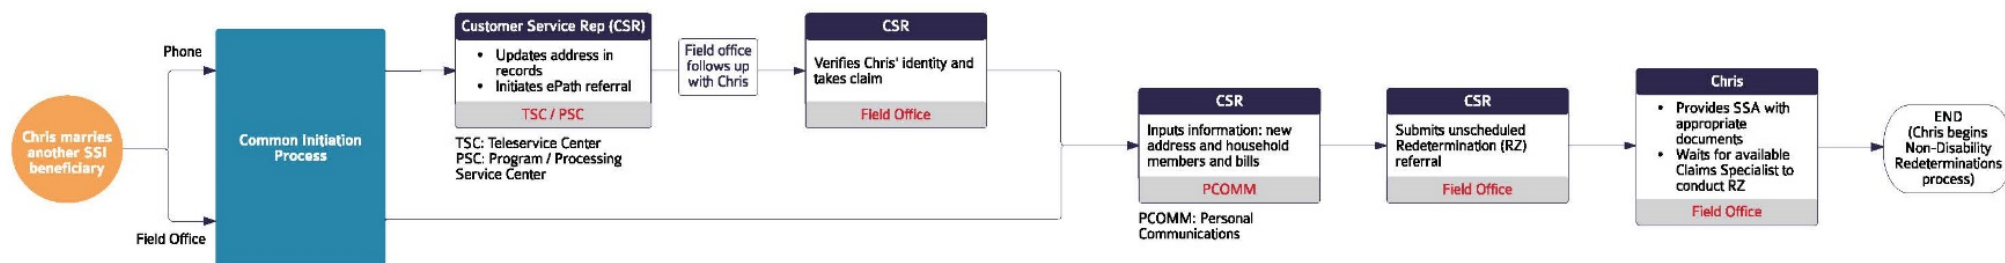 Chris marries
another SSI
beneficiary
Phone
Field Office
Common Initiation
Process
Customer Service Rep (CSR)
• Updates address in
records
• Initiates ePath referral
TSC / PSC
TSC: Teleservice Center
PSC: Program / Processing
Service Center
Field office
follows up
with Chris
CSR
Verifies Chris' identity and
takes claim
Field Office
CSR
Inputs information: new
address and household
members and bills
PCOMM
PCOMM: Personal
Communications
CSR
Submits unscheduled
Redetermination (RZ)
referral
Field Office
Chris
• Provides SSA with
appropriate
documents
• Waits for available
Claims Specialist to
conduct RZ
Field Office
END
(Chris begins
Non-Disability
Redeterminations
process)